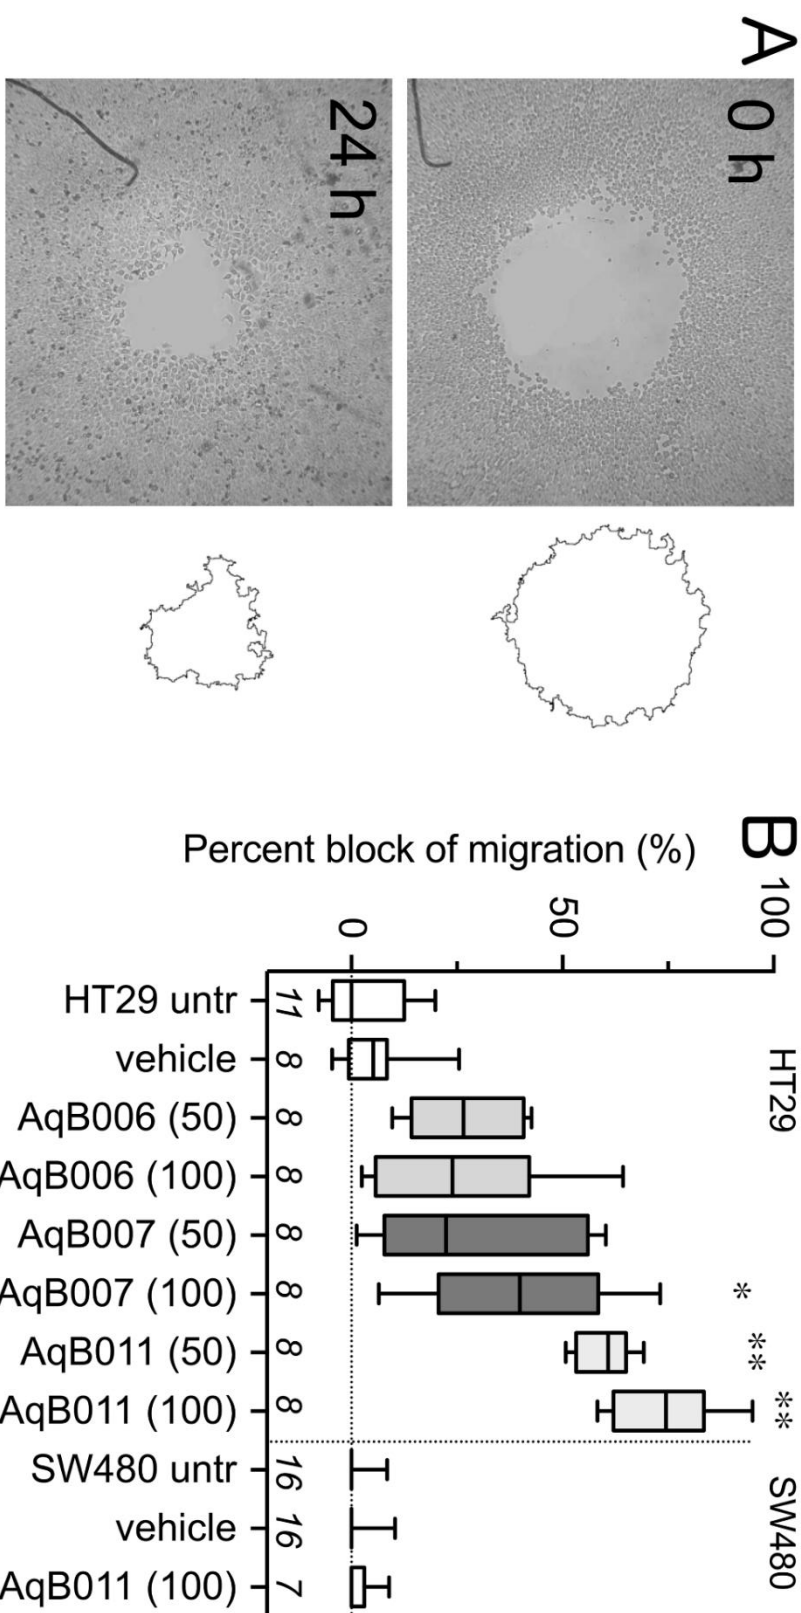 A
0 h
24 h
B
Percent block of migration (%)
100
50
0
HT29
SW480
*
**
**
11
8
8
8
8
8
8
8
16
16
7
HT29 untr
vehicle
AqB006 (50)
AqB006 (100)
AqB007 (50)
AqB007 (100)
AqB011 (50)
AqB011 (100)
SW480 untr
vehicle
AqB011 (100)